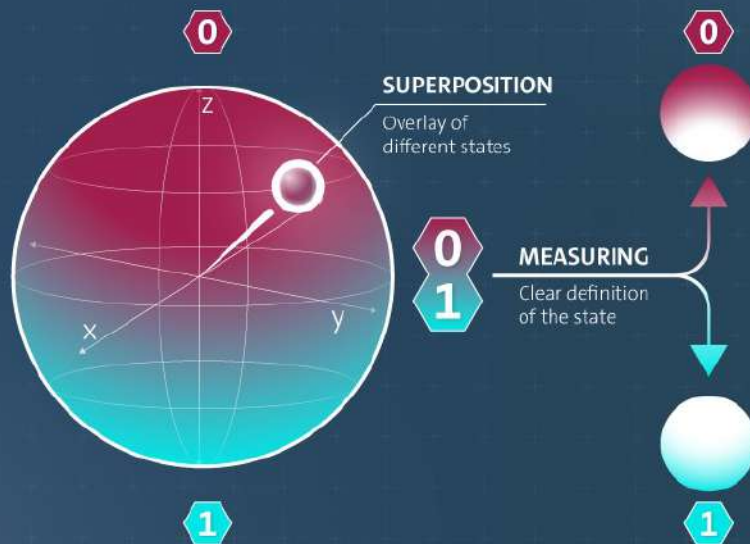 0
0
z
SUPERPOSITION
Overlay of
different states
0
1
MEASURING
Clear definition
of the state
x
y
1
1